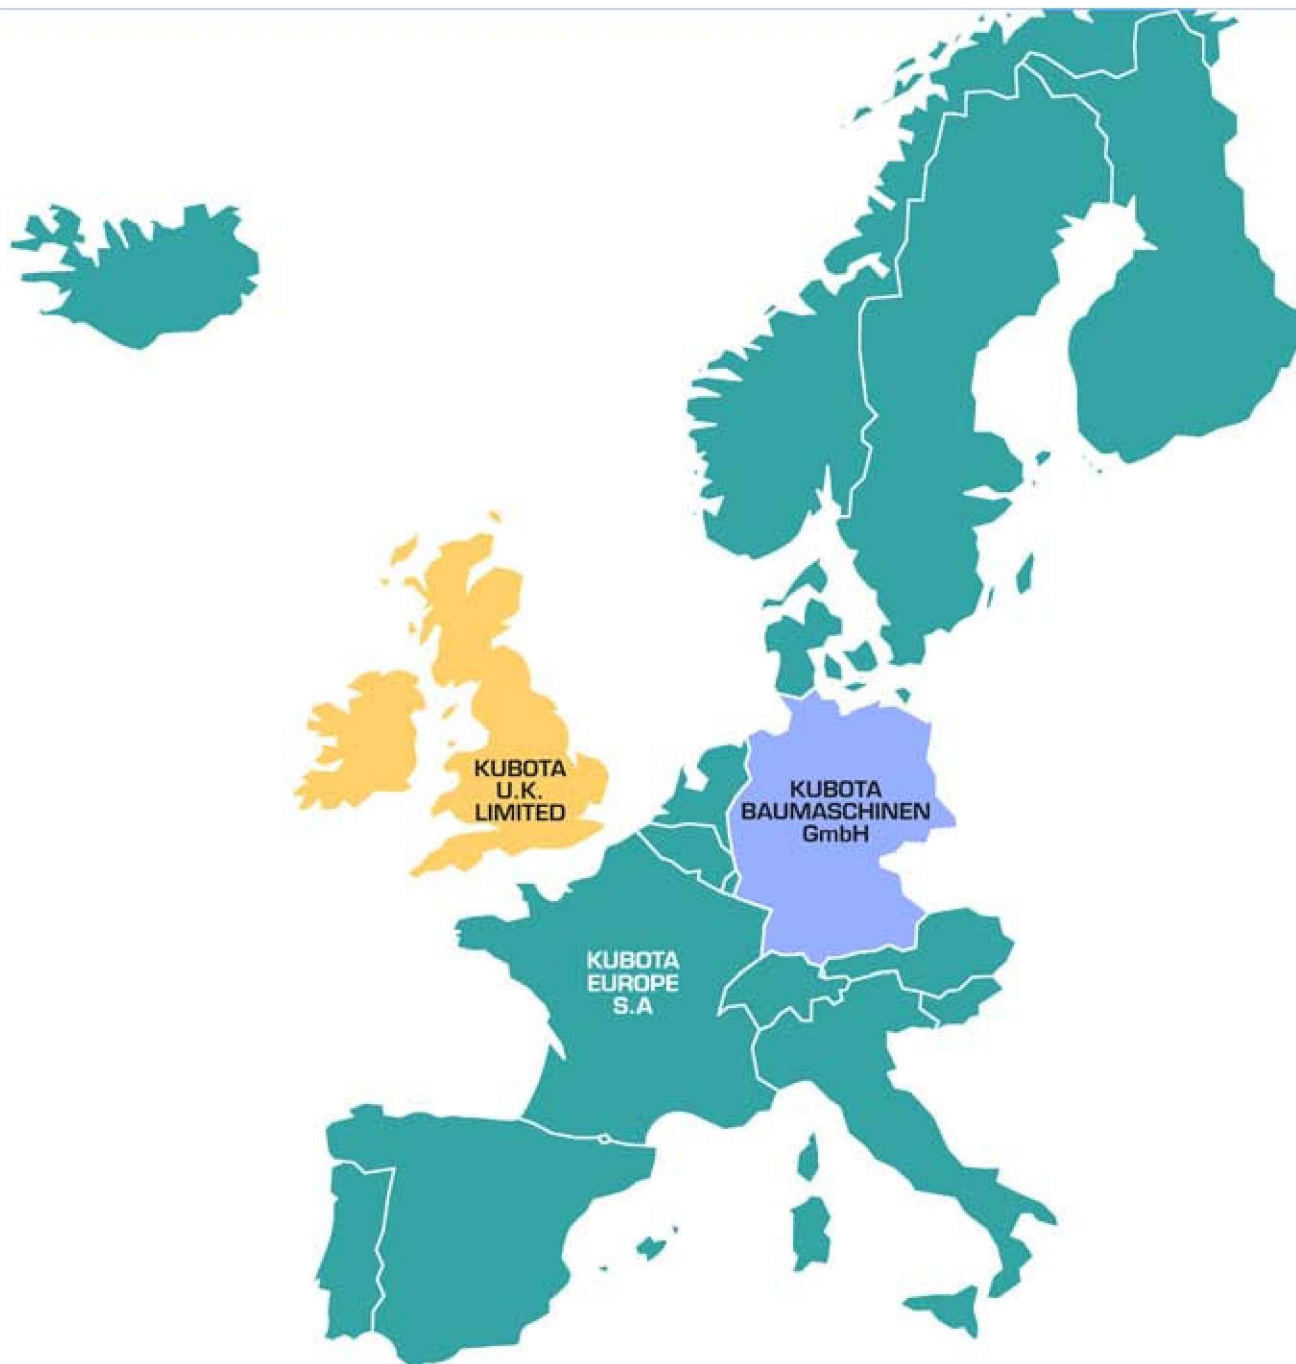 KUBOTA
U.K.
LIMITED
KUBOTA
BAUMASCHINEN
GmbH
KUBOTA
EUROPE
S.A